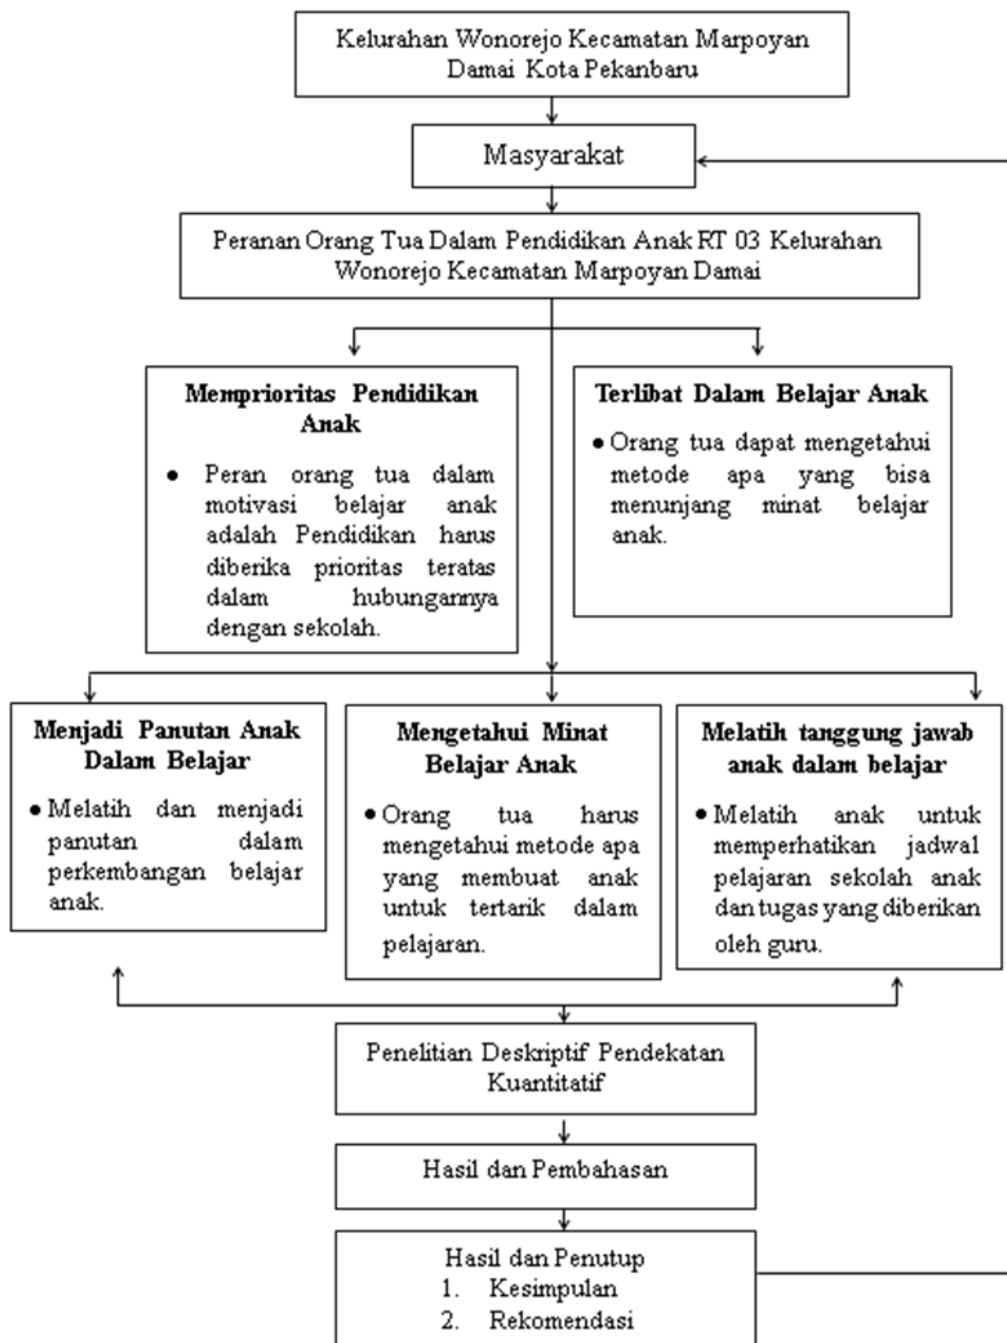 Kelurahan Wonorejo Kecamatan Marpoyan
Damai Kota Pekanbaru
Masyarakat
Peranan Orang Tua Dalam Pendidikan Anak RT 03 Kelurahan
Wonorejo Kecamatan Marpoyan Damai
Memprioritas Pendidikan
Anak
● Peran orang tua dalam
motivasi belajar anak
adalah Pendidikan harus
diberika prioritas teratas
dalam hubungannya
dengan sekolah.
Terlibat Dalam Belajar Anak
● Orang tua dapat mengetahui
metode apa yang bisa
menunjang minat belajar
anak.
Menjadi Panutan Anak
Dalam Belajar
● Melatih dan menjadi
panutan dalam
perkembangan belajar
anak.
Mengetahui Minat
Belajar Anak
● Orang tua harus
mengetahui metode apa
yang membuat anak
untuk tertarik dalam
pelajaran.
Melatih tanggung jawab
anak dalam belajar
● Melatih anak untuk
memperhatikan jadwal
pelajaran sekolah anak
dan tugas yang diberikan
oleh guru.
Penelitian Deskriptif Pendekatan
Kuantitatif
Hasil dan Pembahasan
Hasil dan Penutup
1. Kesimpulan
2. Rekomendasi